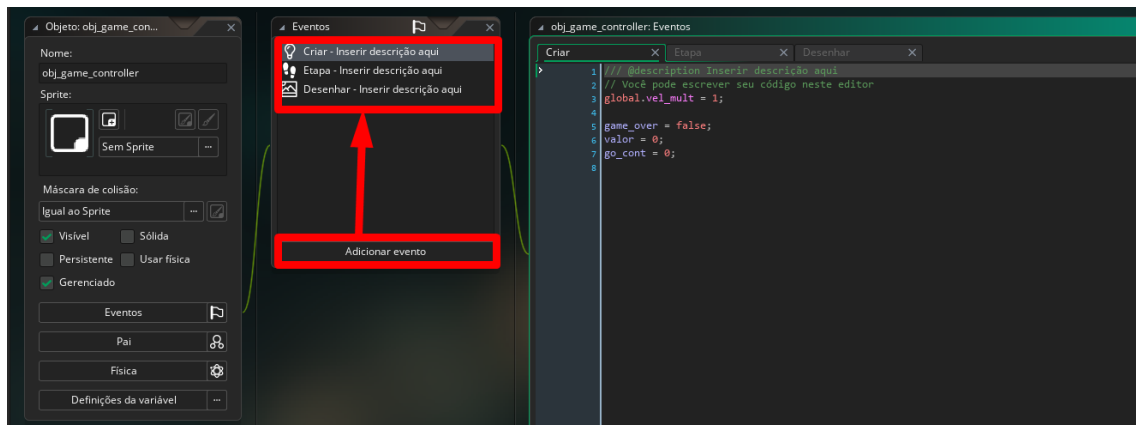 Objeto: obj_game_con...
Nome:
obj_game_controller
Sprite:
Sem Sprite
...
Máscara de colisão:
Igual ao Sprite
...
Visível
Sólida
Persistente
Usar física
Gerenciado
Eventos
Pai
Física
Definições da variável
...
Eventos
Criar - Inserir descrição aqui
Etapa - Inserir descrição aqui
Desenhar - Inserir descrição aqui
Adicionar evento
obj_game_controller: Eventos
Criar
Etapa
Desenhar
1 /// @description Inserir descrição aqui
2 // Você pode escrever seu código neste editor
3 global.vel_mult = 1;
4
5 game_over = false;
6 valor = 0;
7 go_cont = 0;
8